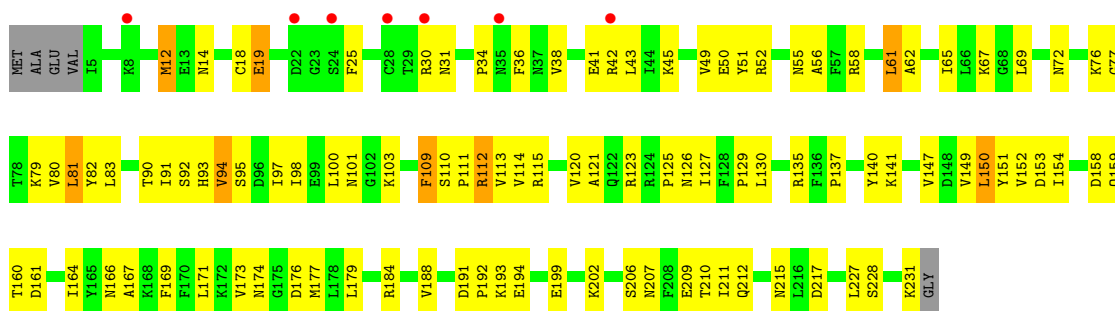 MET ALA GLU VAL I5 K8 M12 E13 N14 C18 E19 D22 G23 S24 F25 C28 T29 R30 N31 P34 N35 F36 N37 V38 E41 R42 L43 I44 K45 V49 E50 Y51 R52 N55 A56 F57 R58 L61 A62 I65 L66 K67 G68 L69 N72 K76
T78 K79 V80 L81 Y82 L83 T90 I91 S92 H93 V94 S95 D96 I97 I98 E99 L100 N101 G102 K103 F109 S110 P111 R112 V113 V114 R115 V120 A121 Q122 R123 R124 P125 N126 I127 F128 P129 L130 R135 F136 P137 Y140 K141 V147 D148 V149 L150 Y151 V152 D153 I154 D158
T160 D161 I164 Y165 N166 A167 K168 F169 F170 L171 K172 V173 N174 G175 D176 M177 L178 L179 R184 V188 D191 P192 K193 E194 E199 K202 S206 N207 F208 E209 T210 I211 Q212 N215 L216 D217 L227 S228 K231 GLY